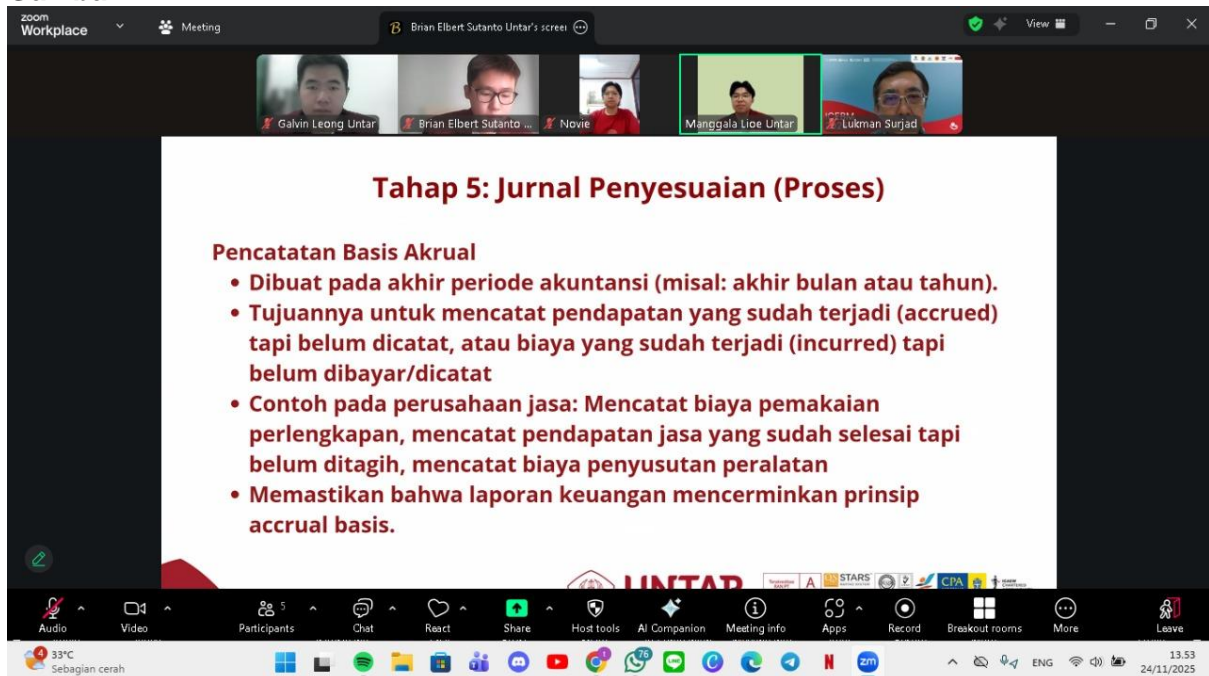 zoom
Workplace
Meeting
B Brian Elbert Sutanto Untar's screen
View
Galvin Leong Untar
Brian Elbert Sutanto ...
Novie
Manggala Lioe Untar
Lukman Surjad
Tahap 5: Jurnal Penyesuaian (Proses)
Pencatatan Basis Akrual
• Dibuat pada akhir periode akuntansi (misal: akhir bulan atau tahun).
• Tujuannya untuk mencatat pendapatan yang sudah terjadi (accrued)
tapi belum dicatat, atau biaya yang sudah terjadi (incurred) tapi
belum dibayar/dicatat
• Contoh pada perusahaan jasa: Mencatat biaya pemakaian
perlengkapan, mencatat pendapatan jasa yang sudah selesai tapi
belum ditagih, mencatat biaya penyusutan peralatan
• Memastikan bahwa laporan keuangan mencerminkan prinsip
accrual basis.
UNTAR
A
STARS
CPA
Audio
Video
Participants
5
Chat
React
Share
Host tools
AI Companion
Meeting info
Apps
Record
Breakout rooms
More
Leave
4
33°C
Sebagian cerah
76
N
zm
ENG
13.53
24/11/2025